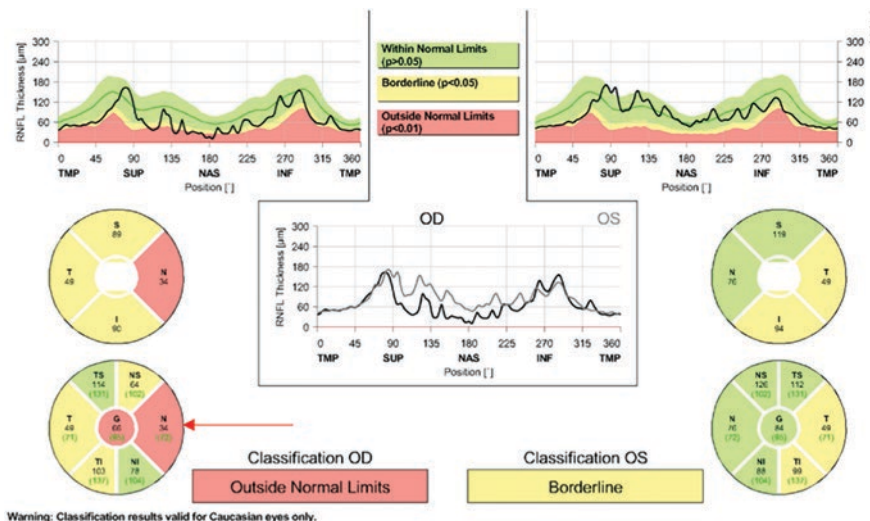 RNFL Thickness [µm]
300
240
180
120
60
0
0 45 90 135 180 225 270 315 360
TMP SUP NAS INF TMP
Position [°]
Within Normal Limits
(p>0.05)
Borderline (p<0.05)
Outside Normal Limits
(p<0.01)
RNFL Thickness [µm]
300
240
180
120
60
0
0 45 90 135 180 225 270 315 360
TMP SUP NAS INF TMP
Position [°]
OD OS
RNFL Thickness [µm]
300
240
180
120
60
0
0 45 90 135 180 225 270 315 360
TMP SUP NAS INF TMP
Position [°]
S
89
T
49
N
34
I
90
S
119
N
76
T
49
I
94
TS
114
(131)
NS
64
(102)
T
49
(71)
G
66
N
34
(72)
TI
103
(137)
NI
78
(104)
NS
126
(102)
TS
112
(131)
N
76
(72)
G
84
T
49
(71)
NI
88
(104)
TI
99
(137)
Classification OD
Outside Normal Limits
Classification OS
Borderline
Warning: Classification results valid for Caucasian eyes only.